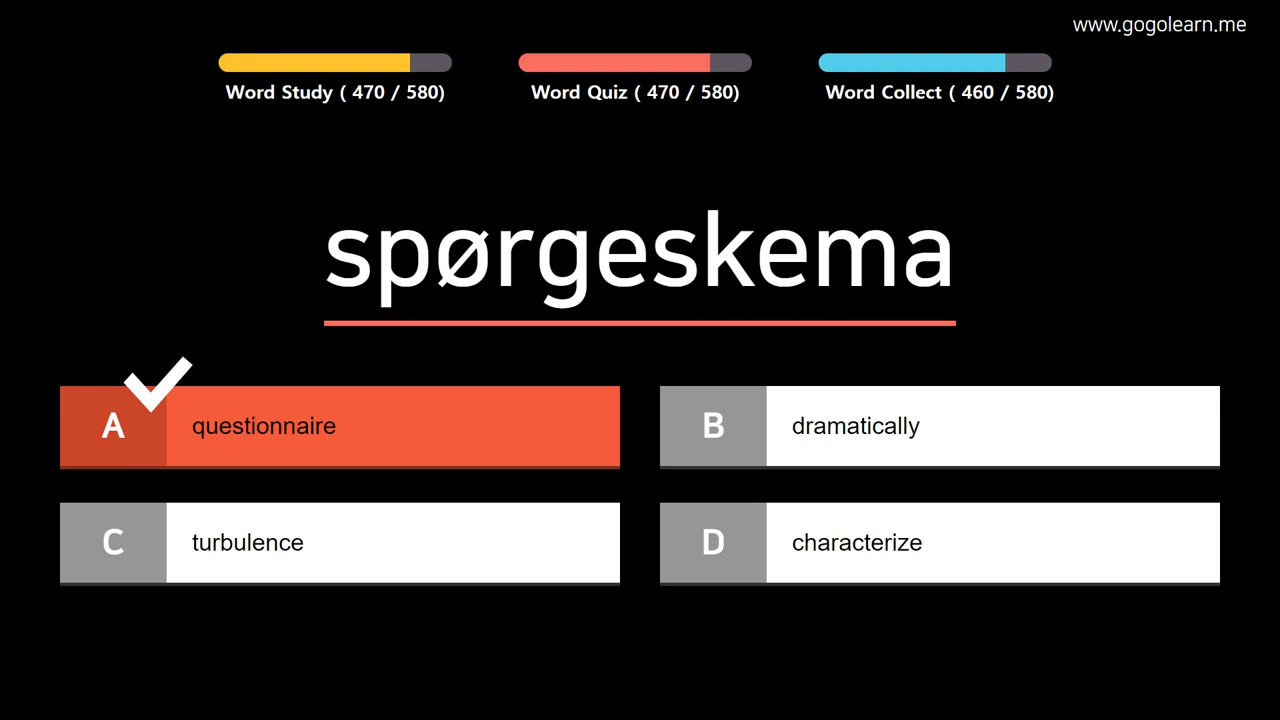 www.gogolearn.me
Word Study ( 470 / 580)
Word Quiz ( 470 / 580)
Word Collect ( 460 / 580)
spørgeskema
A questionnaire
B dramatically
C turbulence
D characterize